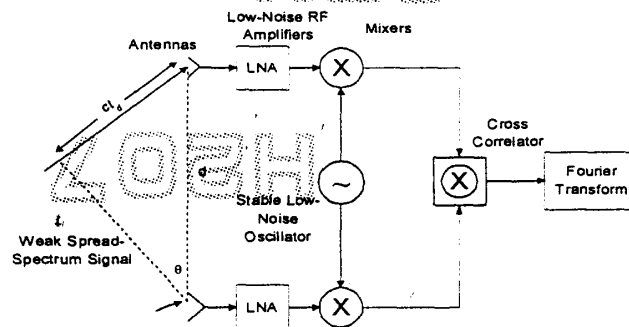 Low-Noise RF
Amplifiers
Mixers
Antennas
LNA
X
ct_d
Cross
Correlator
X
Fourier
Transform
d
~
Stable Low-
Noise
Oscillator
Weak Spread-
Spectrum Signal
θ
LNA
X